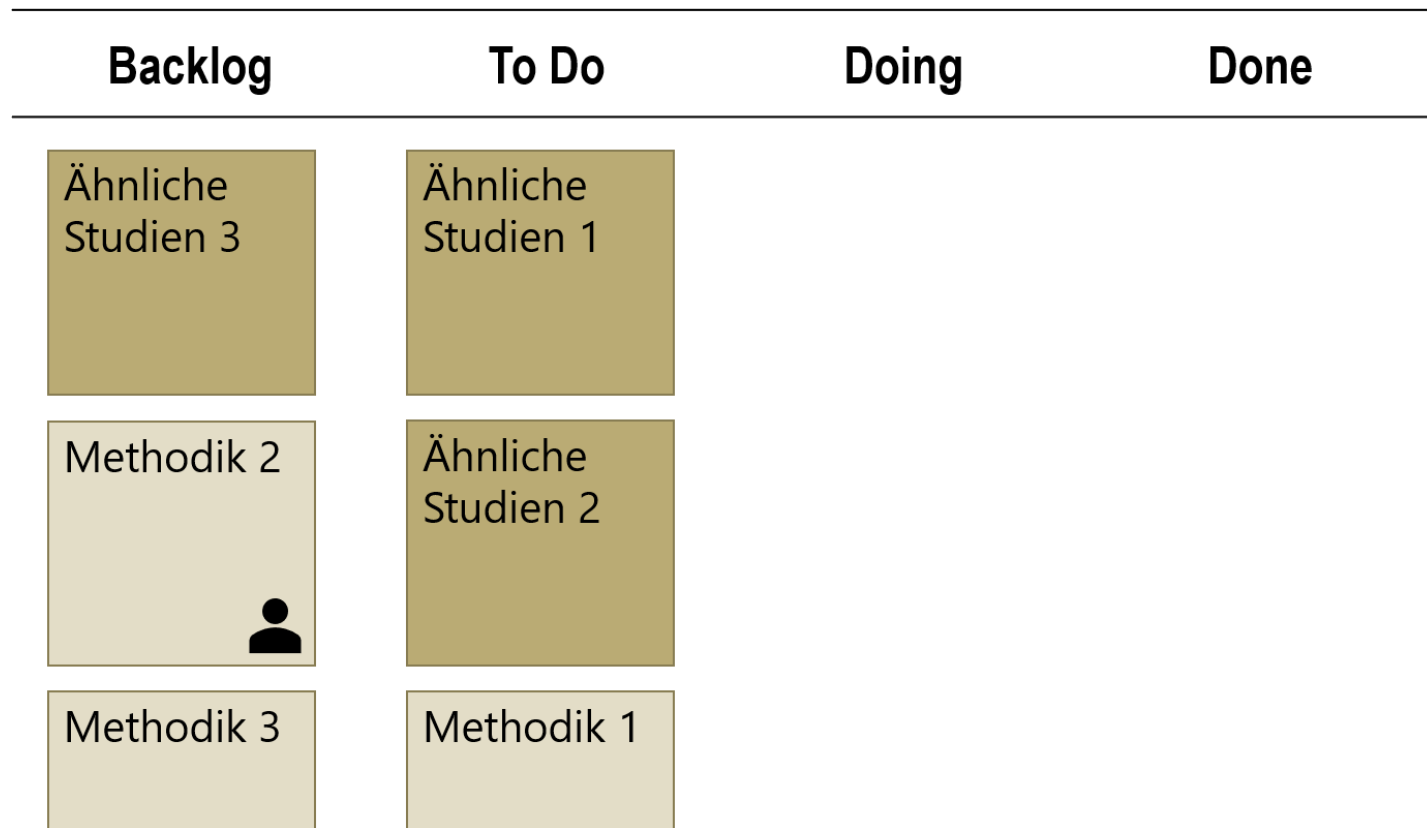 Backlog
To Do
Doing
Done
Ähnliche
Studien 3
Ähnliche
Studien 1
Methodik 2
Ähnliche
Studien 2
Methodik 3
Methodik 1